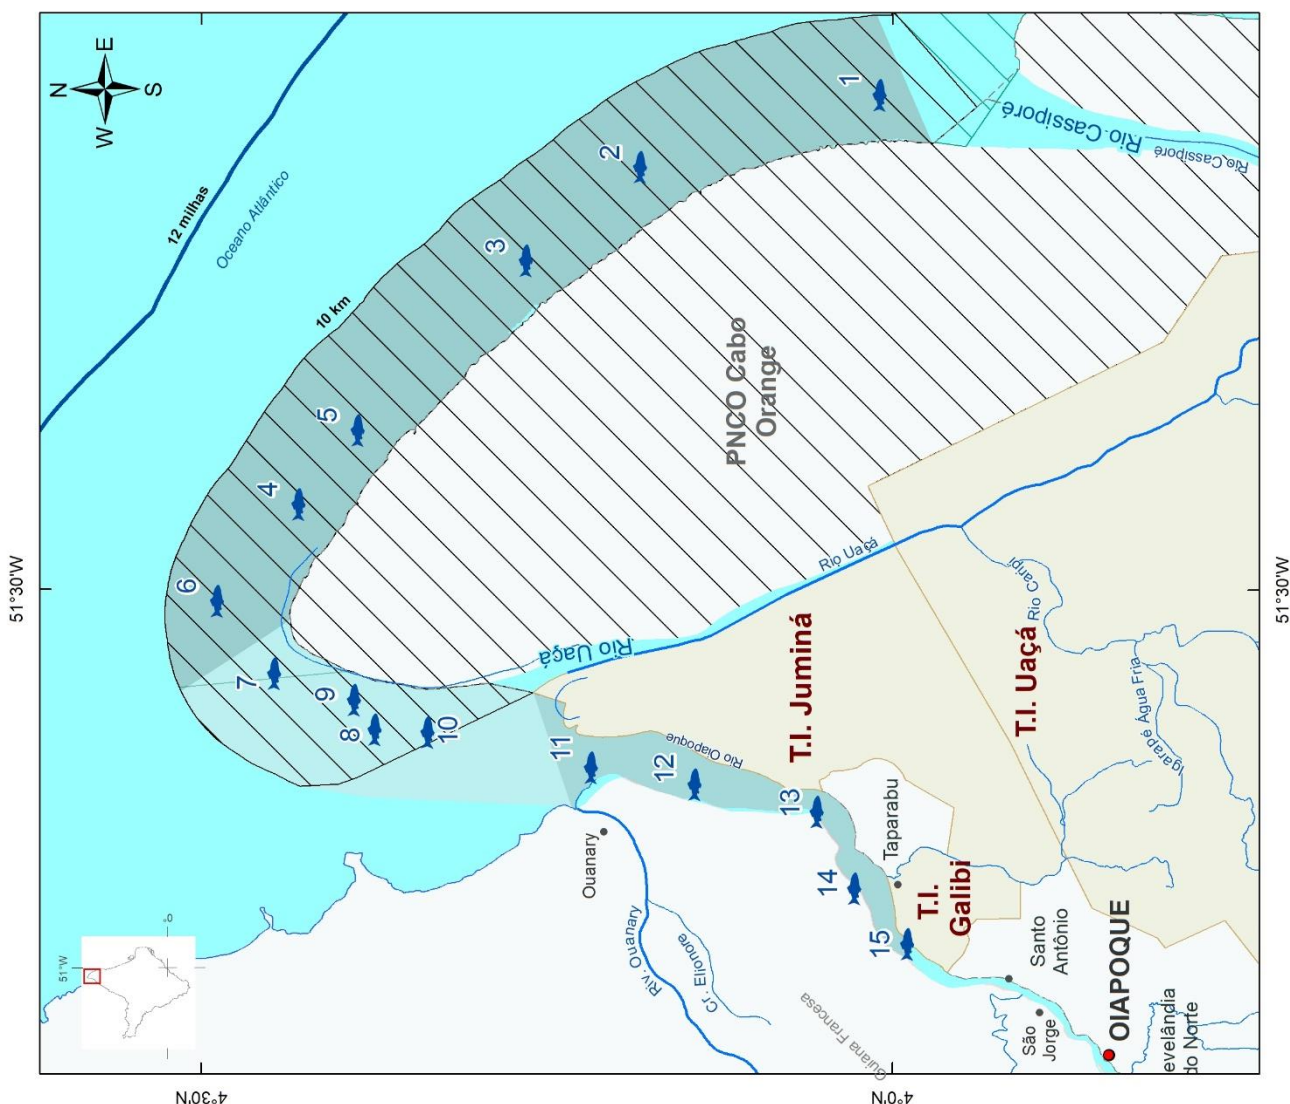 51°30'W
N
W
E
S
12 milhas
Oceano Atlântico
51°W
0°
10 km
1
2
3
5
4
6
7
9
8
10
11
12
13
14
15
Rio Cassiporé
Rio Cassiporé
PNCO Cabo
Orange
Rio Uaçá
Rio Uaçá
Rio Oiapoque
T.I. Juminá
T.I. Uaçá
Rio Cangi
Igarapé Água Fria
Ouanary
Riv. Ouanary
Cr. Elionore
Guiana Francesa
Taparabu
T.I.
Galibi
Santo
Antônio
São
Jorge
OIAPOQUE
evelândia
do Norte
4°30'N
4°0'N
51°30'W